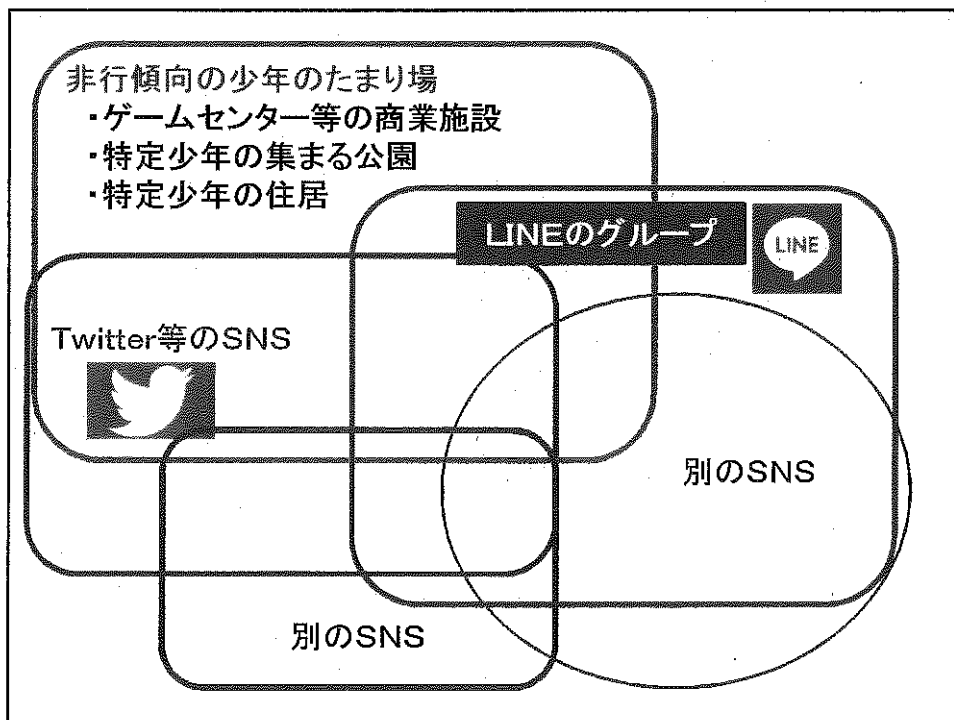 非行傾向の少年のたまり場
・ゲームセンター等の商業施設
・特定少年の集まる公園
・特定少年の住居
LINEのグループ
LINE
Twitter等のSNS
別のSNS
別のSNS